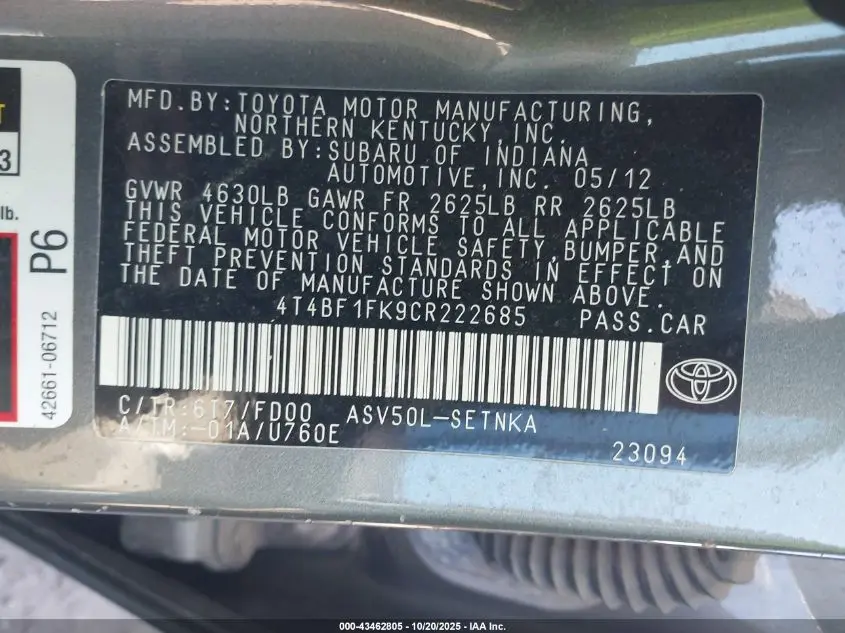 T
3
lb.
P6
42661-06712
MFD.BY:TOYOTA MOTOR MANUFACTURING,
NORTHERN KENTUCKY,INC.
ASSEMBLED BY:SUBARU OF INDIANA
AUTOMOTIVE,INC. 05/12
GVWR 4630LB GAWR FR 2625LB RR 2625LB
THIS VEHICLE CONFORMS TO ALL APPLICABLE
FEDERAL MOTOR VEHICLE SAFETY,BUMPER,AND
THEFT PREVENTION STANDARDS IN EFFECT ON
THE DATE OF MANUFACTURE SHOWN ABOVE.
4T4BF1FK9CR222685 PASS.CAR
C/TR:6T7/FD00 ASV50L-SETNKA
A/TM:-01A/U760E
23094
000-43462805 - 10/20/2025 - IAA Inc.